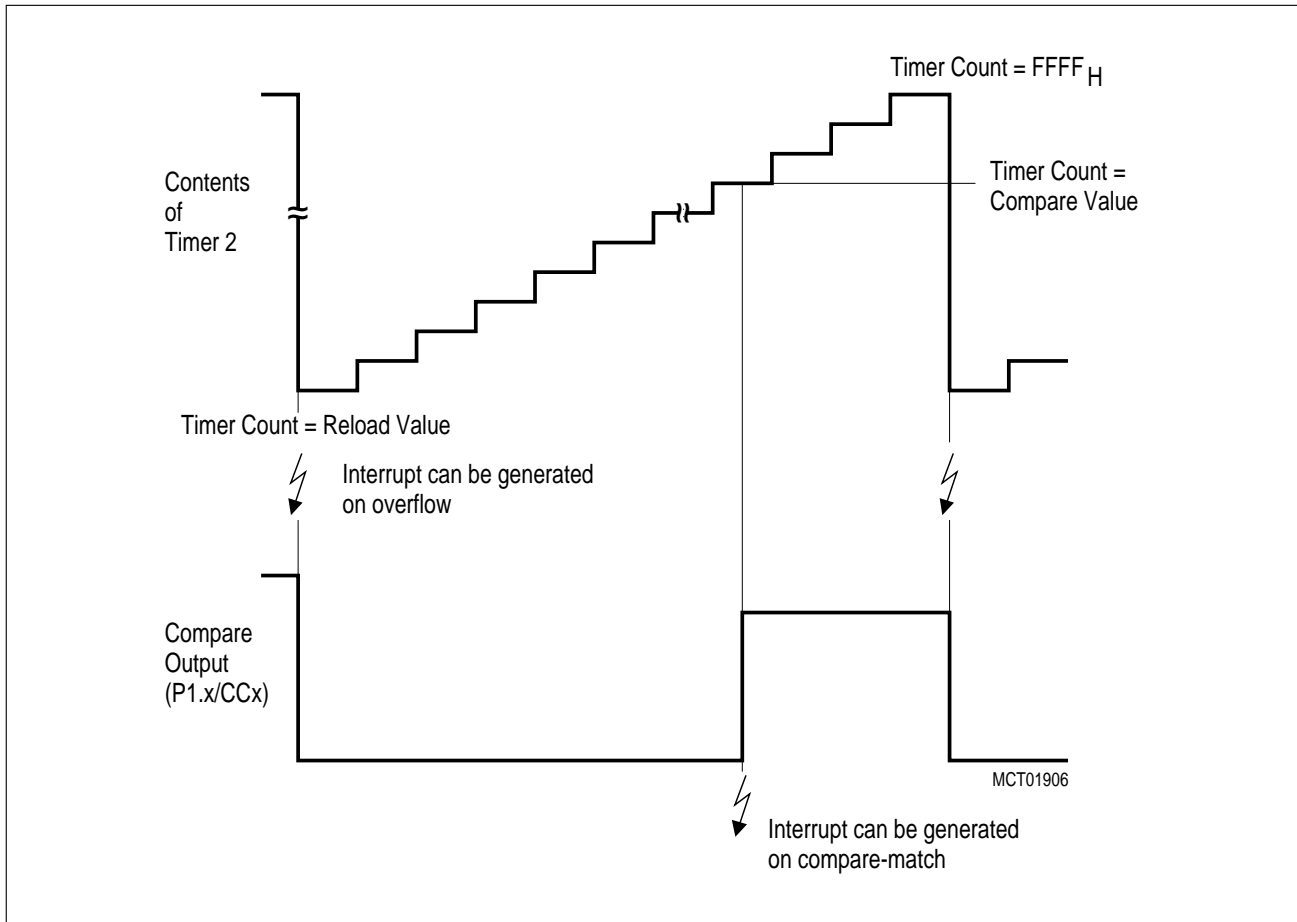 Timer Count = FFFF H
Contents
of
Timer 2
Timer Count =
Compare Value
Timer Count = Reload Value
Interrupt can be generated
on overflow
Compare
Output
(P1.x/CCx)
MCT01906
Interrupt can be generated
on compare-match